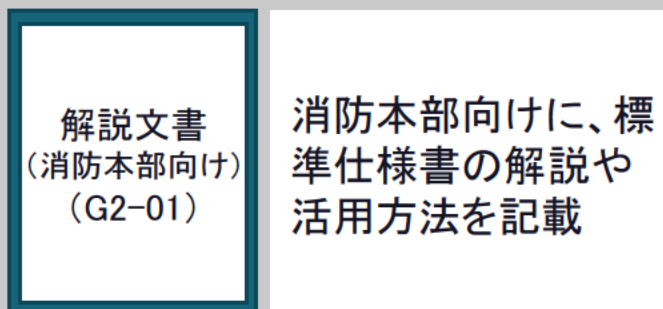 解説文書
（消防本部向け）
（G2-01）
消防本部向けに、標
準仕様書の解説や
活用方法を記載